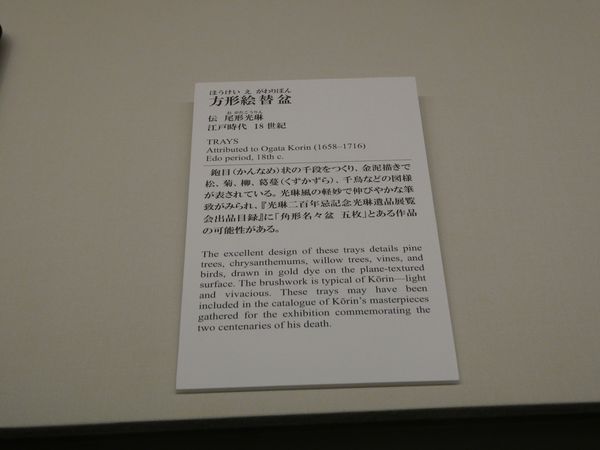 ほうけい え がわりぼん
方形絵替盆
お がたこうりん
伝 尾形光琳
江戸時代 18世紀
TRAYS
Attributed to Ogata Korin (1658–1716)
Edo period, 18th c.
鉋目(かんなめ)状の千段をつくり、金泥描きで
松、菊、柳、葛蔓(くずかずら)、千鳥などの図様
が表されている。光琳風の軽妙で伸びやかな筆
致がみられ、『光琳二百年忌記念光琳遺品展覧
会出品目録』に「角形名々盆 五枚」とある作品
の可能性がある。
The excellent design of these trays details pine
trees, chrysanthemums, willow trees, vines, and
birds, drawn in gold dye on the plane-textured
surface. The brushwork is typical of Kōrin—light
and vivacious. These trays may have been
included in the catalogue of Kōrin's masterpieces
gathered for the exhibition commemorating the
two centenaries of his death.